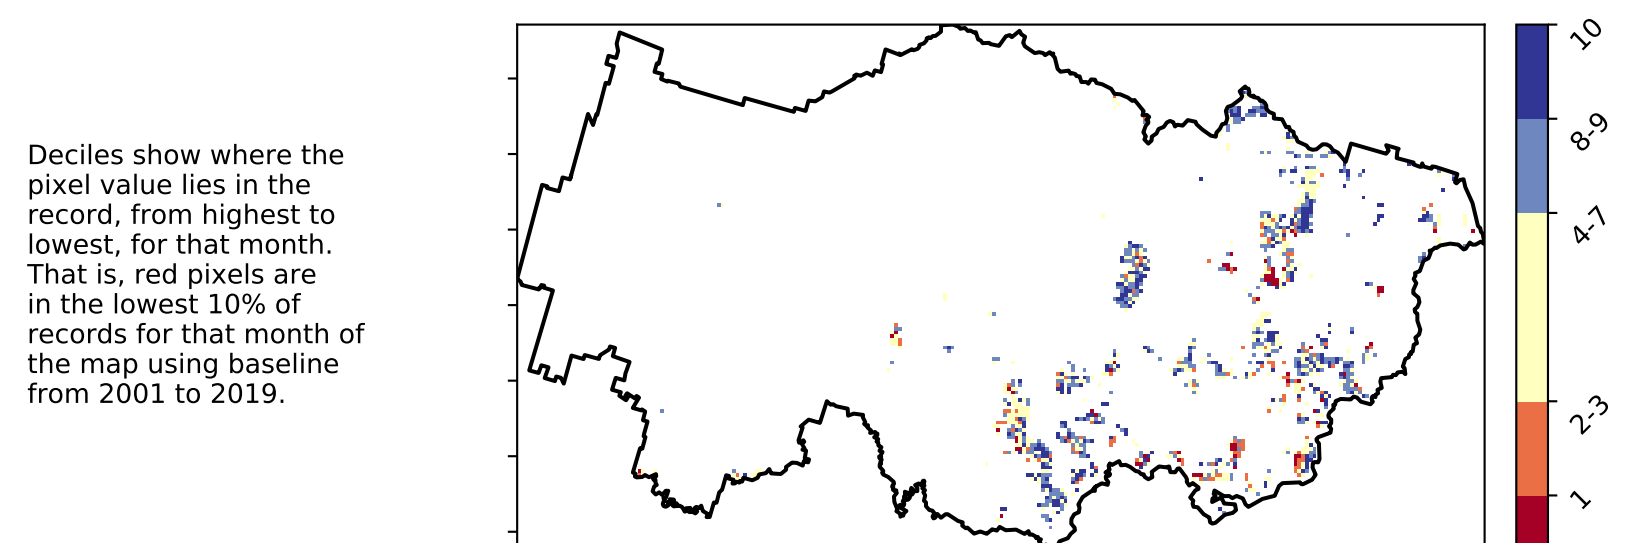 Deciles show where the
pixel value lies in the
record, from highest to
lowest, for that month.
That is, red pixels are
in the lowest 10% of
records for that month of
the map using baseline
from 2001 to 2019.
10
8-9
4-7
2-3
1